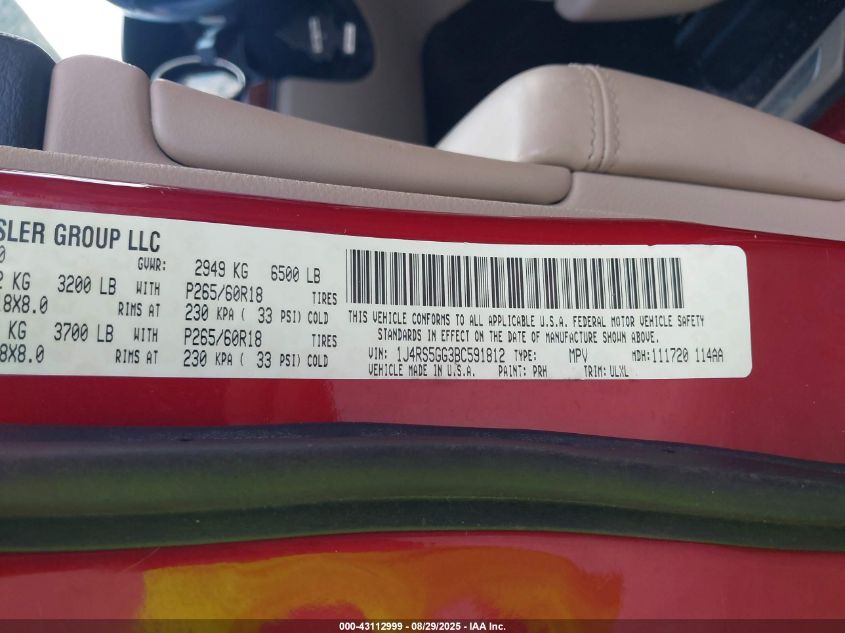 SLER GROUP LLC
0 GVWR: 2949 KG 6500 LB
KG 3200 LB WITH P265/60R18 TIRES
8X8.0 RIMS AT 230 KPA ( 33 PSI) COLD
KG 3700 LB WITH P265/60R18 TIRES
8X8.0 RIMS AT 230 KPA ( 33 PSI) COLD
THIS VEHICLE CONFORMS TO ALL APPLICABLE U.S.A. FEDERAL MOTOR VEHICLE SAFETY
STANDARDS IN EFFECT ON THE DATE OF MANUFACTURE SHOWN ABOVE.
VIN: 1J4RS5GG3BC591812 TYPE: MPV MDH: 111720 114AA
VEHICLE MADE IN U.S.A. PAINT: PRH TRIM: ULXL
000-43112999 - 08/29/2025 - IAA Inc.